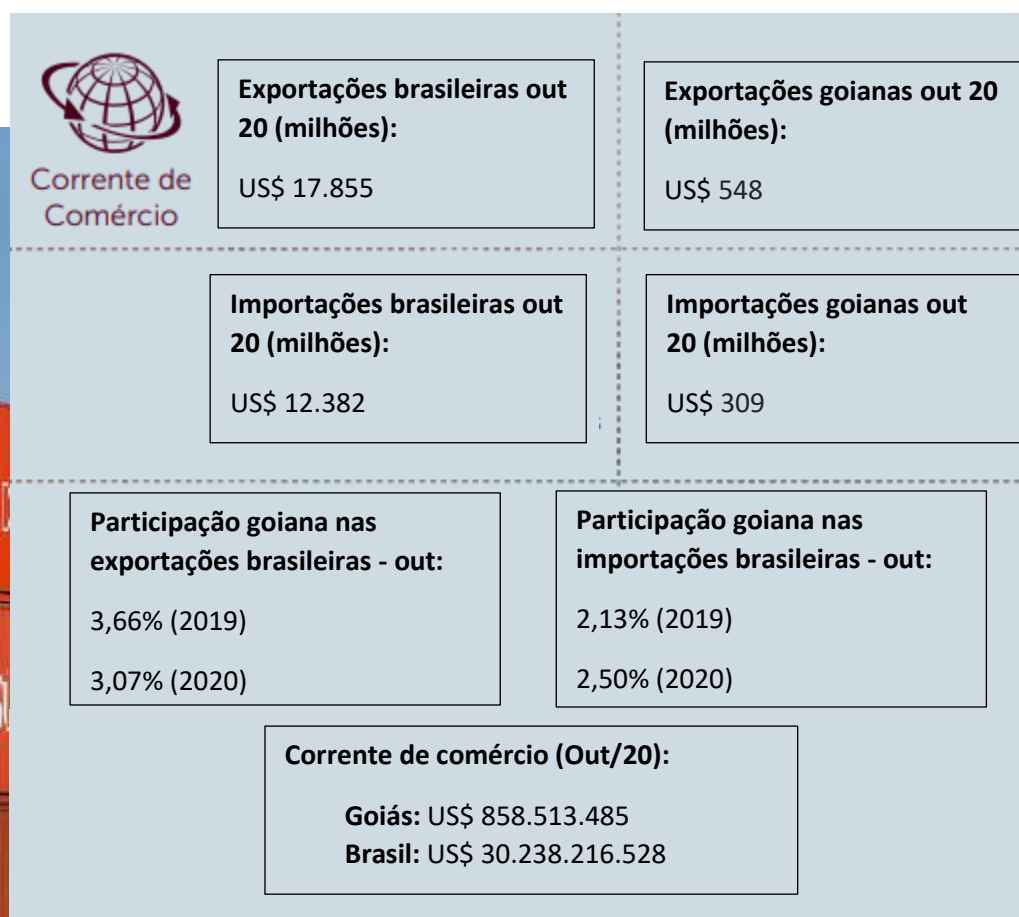 Corrente de
Comércio
Exportações brasileiras out
20 (milhões):
US$ 17.855
Exportações goianas out 20
(milhões):
US$ 548
Importações brasileiras out
20 (milhões):
US$ 12.382
Importações goianas out
20 (milhões):
US$ 309
Participação goiana nas
exportações brasileiras - out:
3,66% (2019)
3,07% (2020)
Participação goiana nas
importações brasileiras - out:
2,13% (2019)
2,50% (2020)
Corrente de comércio (Out/20):
Goiás: US$ 858.513.485
Brasil: US$ 30.238.216.528